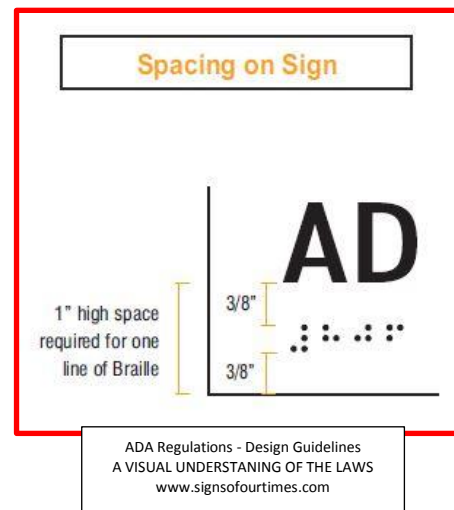 Spacing on Sign
AD
1” high space
required for one
line of Braille
3/8”
3/8”
ADA Regulations - Design Guidelines
A VISUAL UNDERSTANING OF THE LAWS
www.signsofourtimes.com